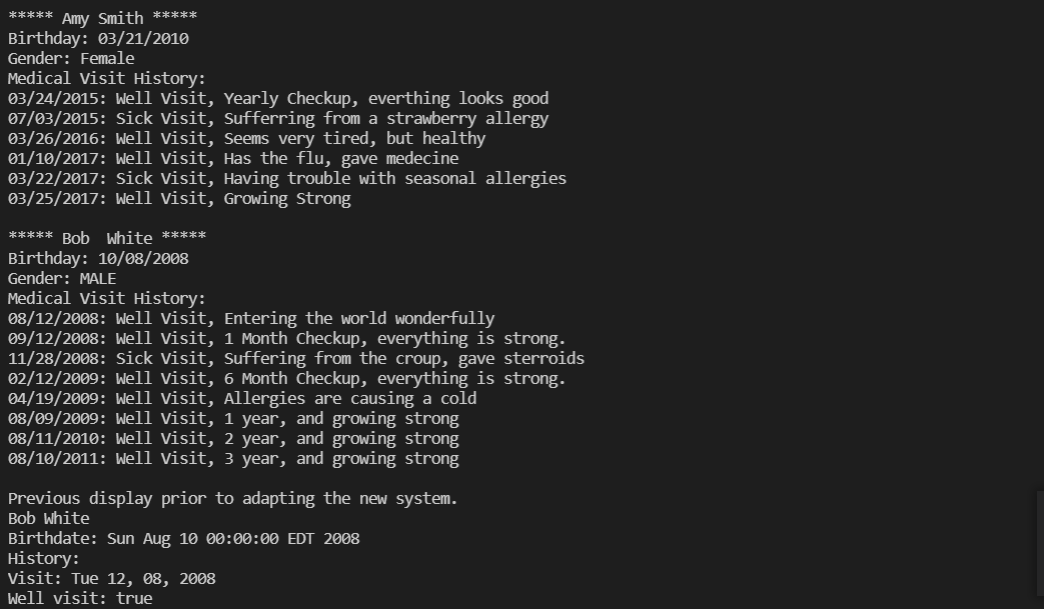 ***** Amy Smith *****
Birthday: 03/21/2010
Gender: Female
Medical Visit History:
03/24/2015: Well Visit, Yearly Checkup, everthing looks good
07/03/2015: Sick Visit, Sufferring from a strawberry allergy
03/26/2016: Well Visit, Seems very tired, but healthy
01/10/2017: Well Visit, Has the flu, gave medecine
03/22/2017: Sick Visit, Having trouble with seasonal allergies
03/25/2017: Well Visit, Growing Strong
***** Bob  White *****
Birthday: 10/08/2008
Gender: MALE
Medical Visit History:
08/12/2008: Well Visit, Entering the world wonderfully
09/12/2008: Well Visit, 1 Month Checkup, everything is strong.
11/28/2008: Sick Visit, Suffering from the croup, gave sterroids
02/12/2009: Well Visit, 6 Month Checkup, everything is strong.
04/19/2009: Well Visit, Allergies are causing a cold
08/09/2009: Well Visit, 1 year, and growing strong
08/11/2010: Well Visit, 2 year, and growing strong
08/10/2011: Well Visit, 3 year, and growing strong
Previous display prior to adapting the new system.
Bob White
Birthdate: Sun Aug 10 00:00:00 EDT 2008
History:
Visit: Tue 12, 08, 2008
Well visit: true